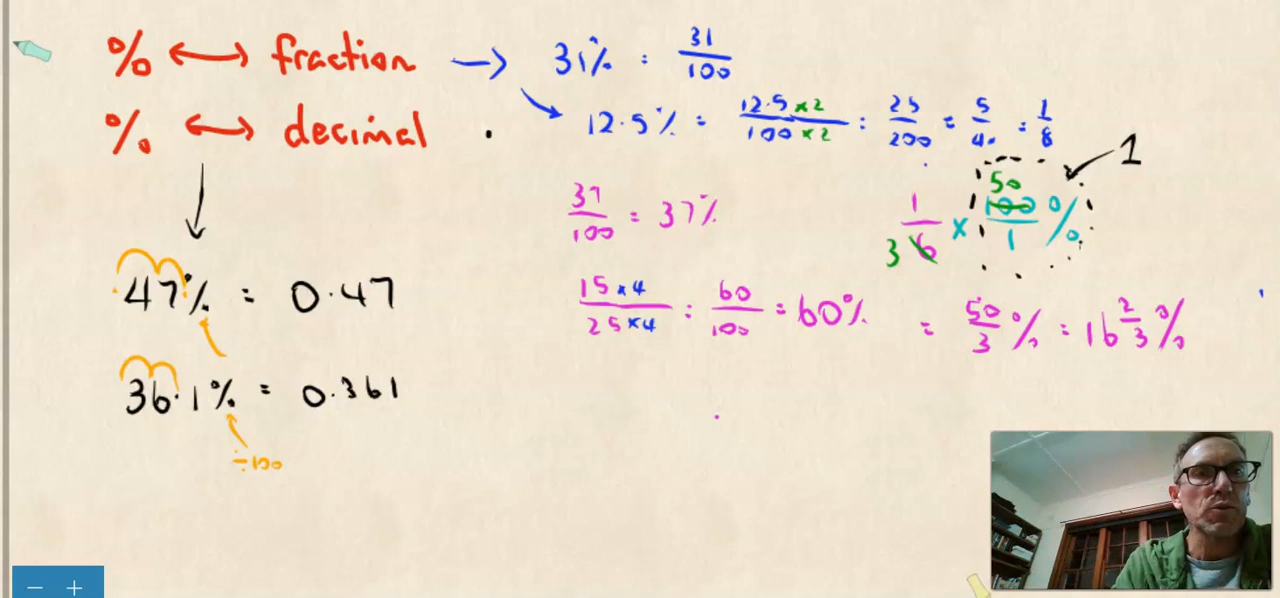 % ↔ fraction → 31% = 31/100
% ↔ decimal
12.5% = 12.5 ×2/100 ×2 = 25/200 = 5/40 = 1/8
1
37/100 = 37%
50
1/6 × 100/1 %
3
47% = 0.47
15 ×4/25 ×4 = 60/100 = 60%
= 50/3 % = 16 2/3 %
36.1% = 0.361
÷100
− +